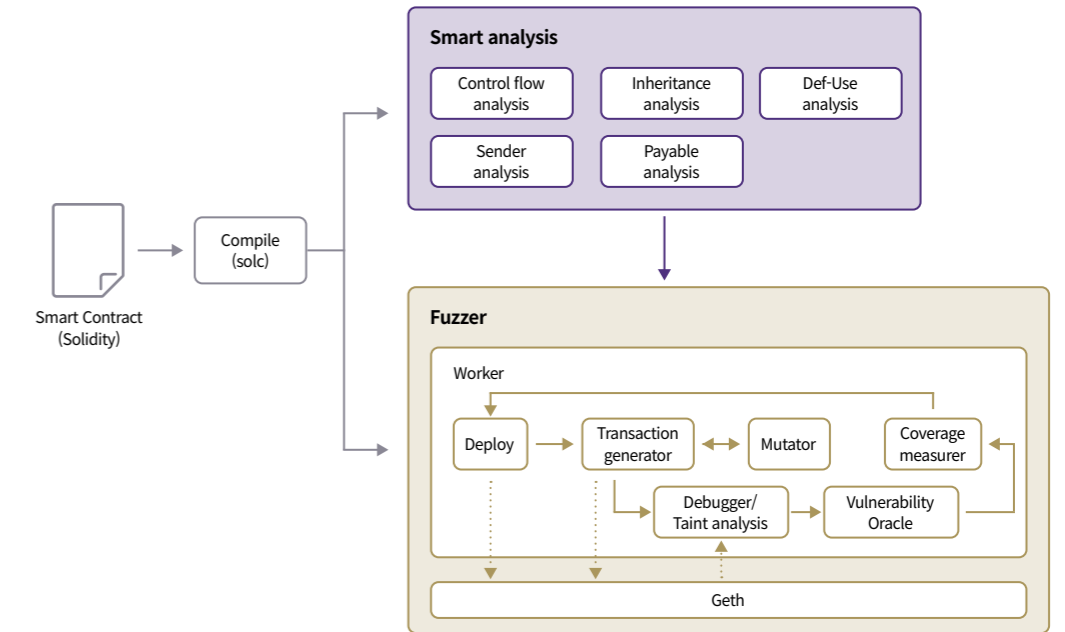 Smart analysis
Control flow
analysis
Inheritance
analysis
Def-Use
analysis
Sender
analysis
Payable
analysis
Compile
(solc)
Smart Contract
(Solidity)
Fuzzer
Worker
Deploy
Transaction
generator
Mutator
Coverage
measurer
Debugger/
Taint analysis
Vulnerability
Oracle
Geth